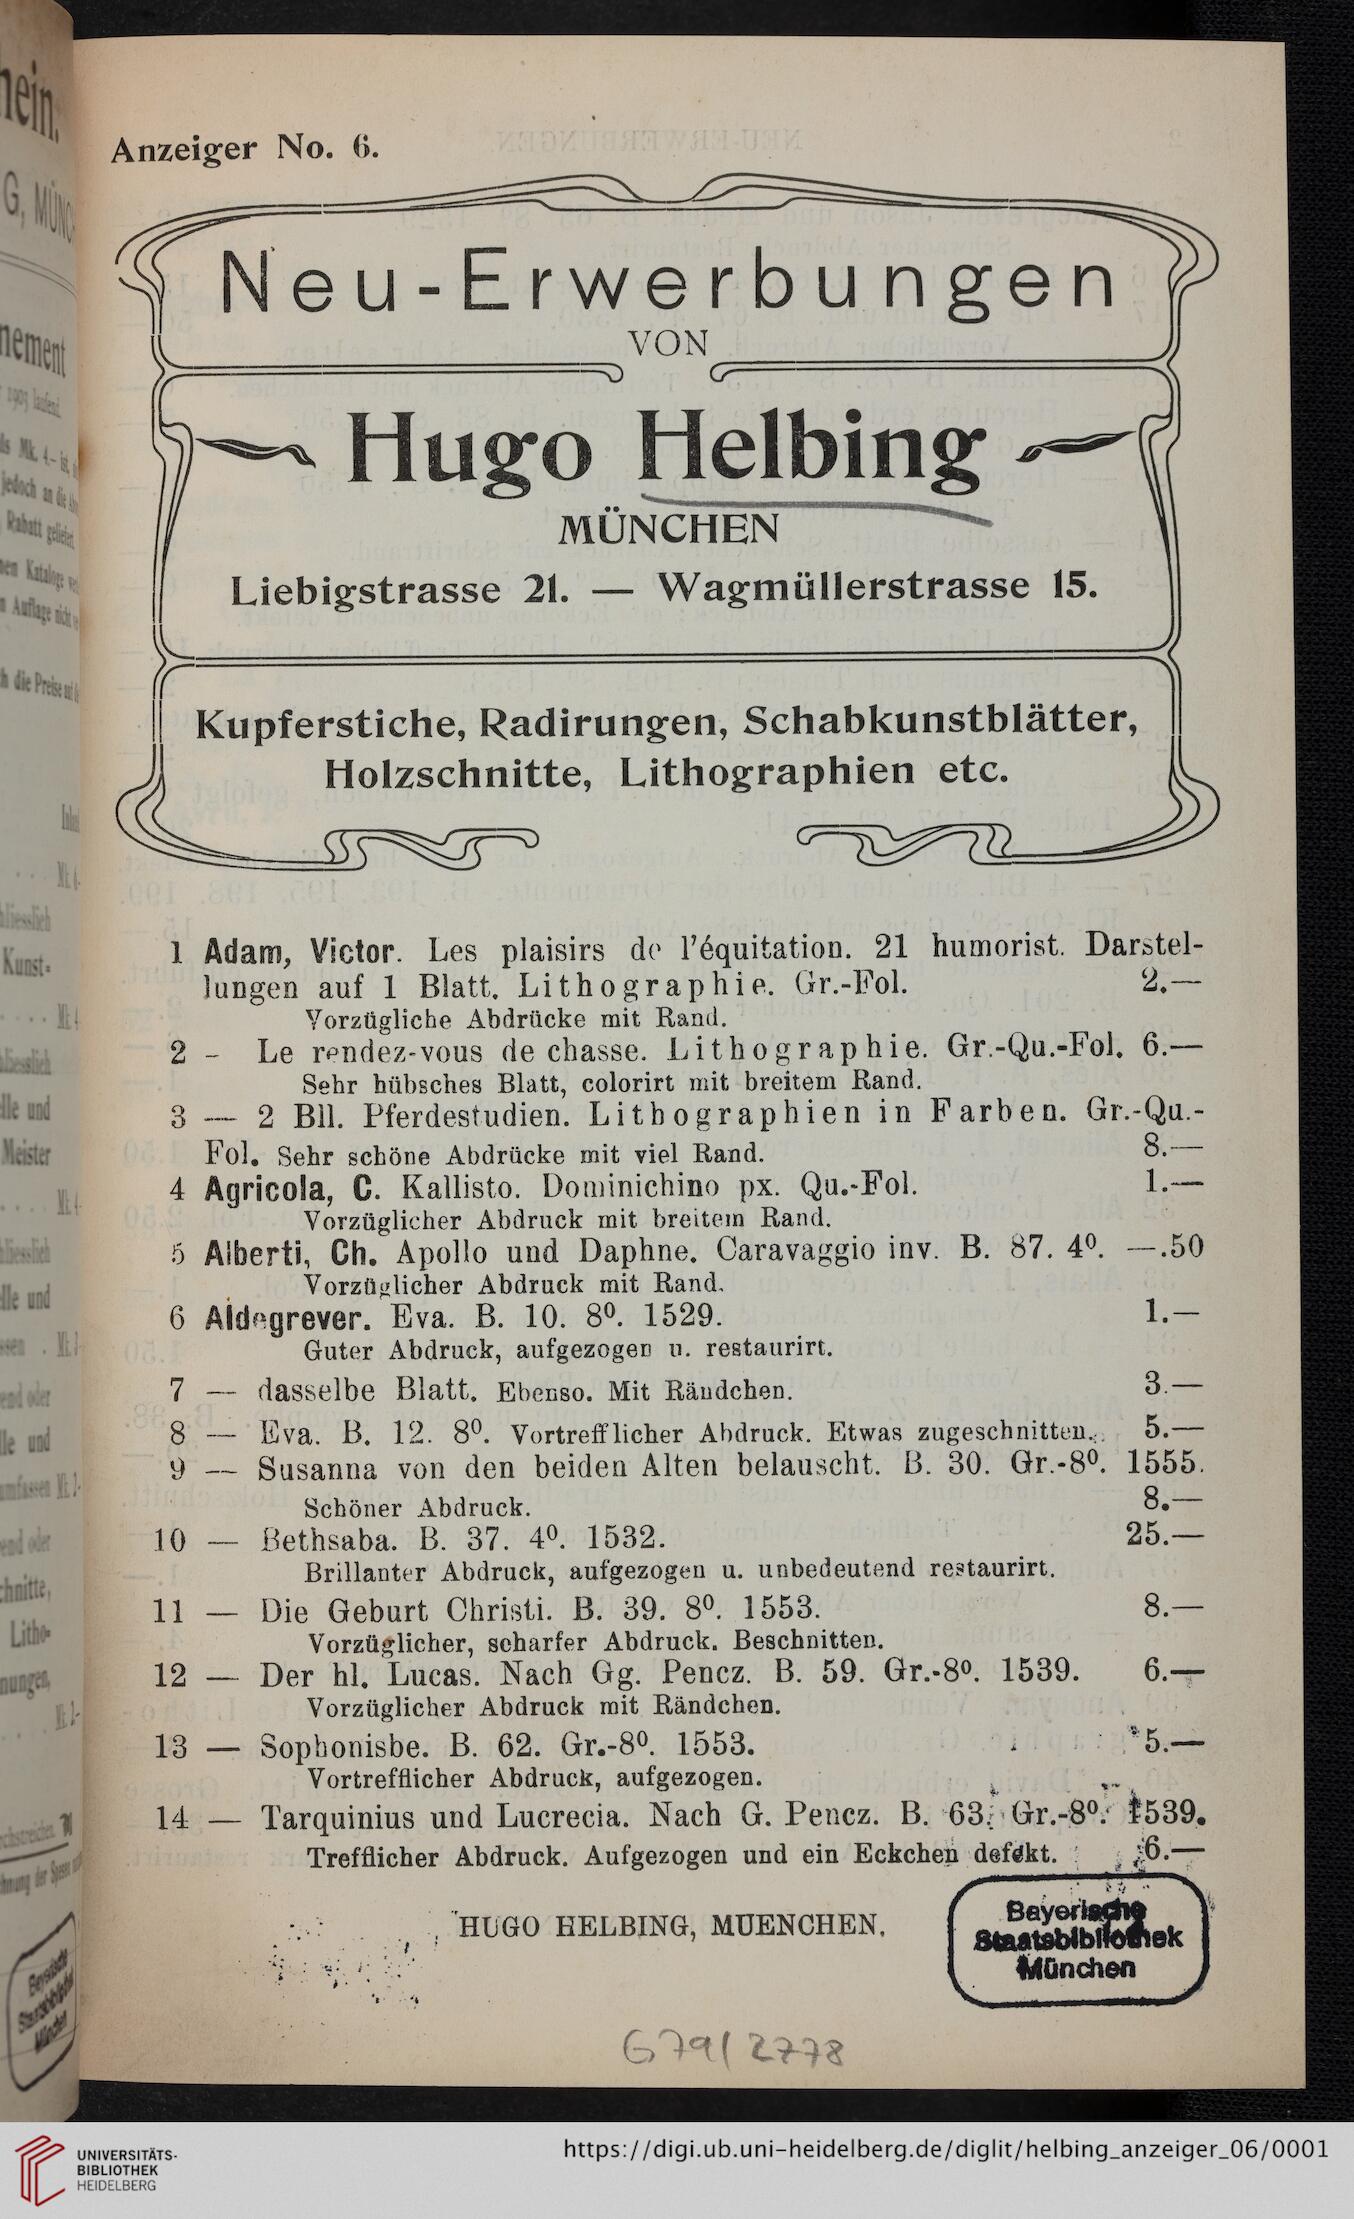 Anzeiger No. 6.
Neu-Erwerbungen
VON
Hugo Helbing
MÜNCHEN
Liebigstrasse 21. — Wagmüllerstrasse 15.
Kupferstiche, Radirungen, Schabkunstblätter,
Holzschnitte, Lithographien etc.
1 Adam, Victor. Les plaisirs de l'équitation. 21 humorist. Darstel-
lungen auf 1 Blatt. Lithographie. Gr.-Fol. 2.—
Vorzügliche Abdrücke mit Rand.
2 - Le rendez-vous de chasse. Lithographie. Gr.-Qu.-Fol. 6.—
Sehr hübsches Blatt, colorirt mit breitem Rand.
3 — 2 Bll. Pferdestudien. Lithographien in Farben. Gr.-Qu.-
Fol. Sehr schöne Abdrücke mit viel Rand. 8.—
4 Agricola, C. Kallisto. Dominichino px. Qu.-Fol. 1.—
Vorzüglicher Abdruck mit breitem Rand.
5 Alberti, Ch. Apollo und Daphne. Caravaggio inv. B. 87. 4⁰. —.50
Vorzüglicher Abdruck mit Rand.
6 Aldegrever. Eva. B. 10. 8⁰. 1529. 1.—
Guter Abdruck, aufgezogen u. restaurirt.
7 — dasselbe Blatt. Ebenso. Mit Rändchen. 3.—
8 — Eva. B. 12. 8⁰. Vortrefflicher Abdruck. Etwas zugeschnitten. 5.—
9 — Susanna von den beiden Alten belauscht. B. 30. Gr.-8⁰. 1555.
Schöner Abdruck. 8.—
10 — Bethsaba. B. 37. 4⁰. 1532. 25.—
Brillanter Abdruck, aufgezogen u. unbedeutend restaurirt.
11 — Die Geburt Christi. B. 39. 8⁰. 1553. 8.—
Vorzüglicher, scharfer Abdruck. Beschnitten.
12 — Der hl. Lucas. Nach Gg. Pencz. B. 59. Gr.-8⁰. 1539. 6.—
Vorzüglicher Abdruck mit Rändchen.
13 — Sophonisbe. B. 62. Gr.-8⁰. 1553. 5.—
Vortrefflicher Abdruck, aufgezogen.
14 — Tarquinius und Lucrecia. Nach G. Pencz. B. 63. Gr.-8⁰. 1539.
Trefflicher Abdruck. Aufgezogen und ein Eckchen defekt. 6.—
HUGO HELBING, MUENCHEN.
Bayerische
Staatsbibliothek
München
G 79/2778
UNIVERSITÄTS-
BIBLIOTHEK
HEIDELBERG
https://digi.ub.uni-heidelberg.de/diglit/helbing_anzeiger_06/0001